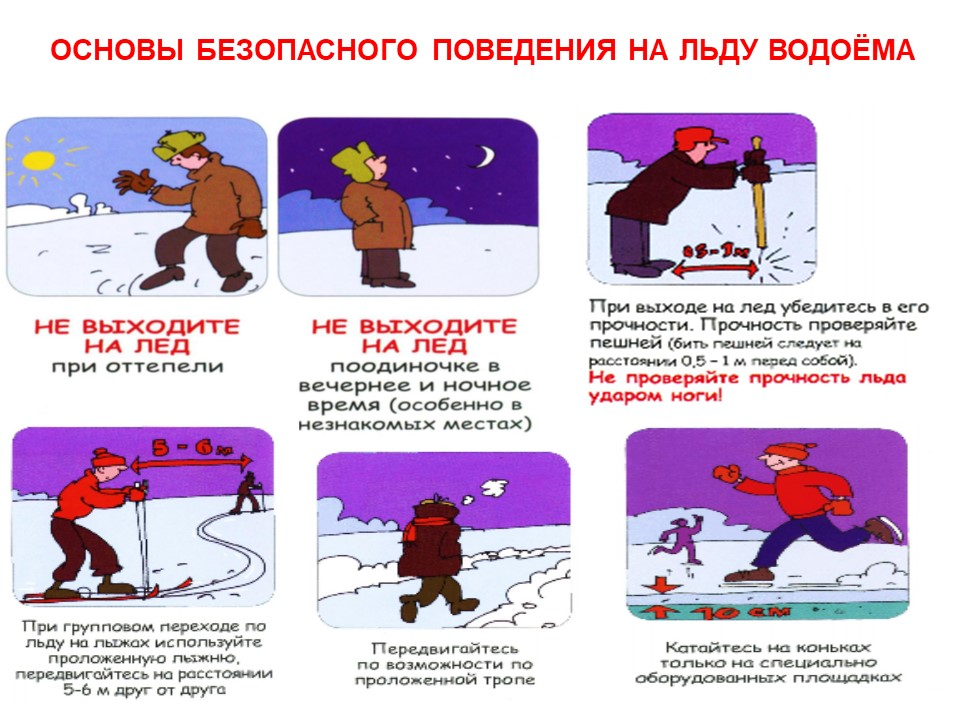 ОСНОВЫ БЕЗОПАСНОГО ПОВЕДЕНИЯ НА ЛЬДУ ВОДОЁМА
НЕ ВЫХОДИТЕ
НА ЛЕД
при оттепели
НЕ ВЫХОДИТЕ
НА ЛЕД
поодиночке в
вечернее и ночное
время (особенно в
незнакомых местах)
0,5-1м
При выходе на лед убедитесь в его
прочности. Прочность проверяйте
пешней (бить пешней следует на
расстоянии 0,5 – 1 м перед собой).
Не проверяйте прочность льда
ударом ноги!
5 - 6 м
При групповом переходе по
льду на лыжах используйте
проложенную лыжню,
передвигайтесь на расстоянии
5-6 м друг от друга
Передвигайтесь
по возможности по
проложенной тропе
10 см
Катайтесь на коньках
только на специально
оборудованных площадках